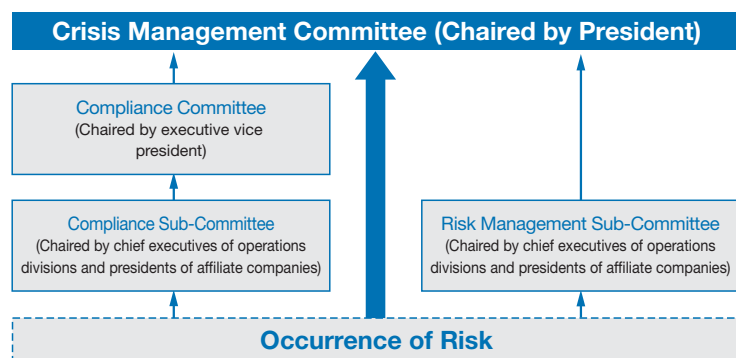 Crisis Management Committee (Chaired by President)
Compliance Committee
(Chaired by executive vice
president)
Compliance Sub-Committee
(Chaired by chief executives of operations
divisions and presidents of affiliate companies)
Risk Management Sub-Committee
(Chaired by chief executives of operations
divisions and presidents of affiliate companies)
Occurrence of Risk